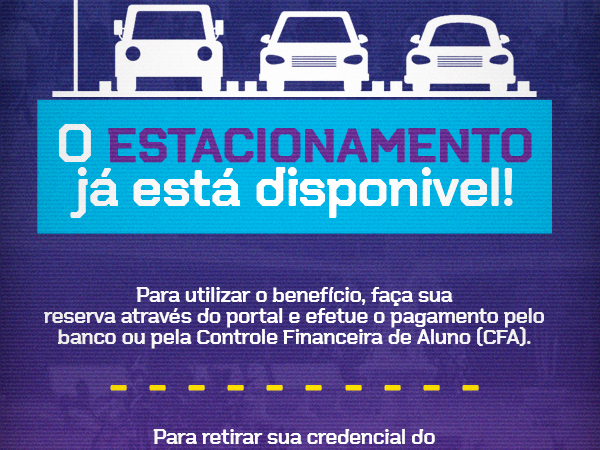 O ESTACIONAMENTO
já está disponivel!
Para utilizar o benefício, faça sua
reserva através do portal e efetue o pagamento pelo
banco ou pela Controle Financeira de Aluno (CFA).
Para retirar sua credencial do